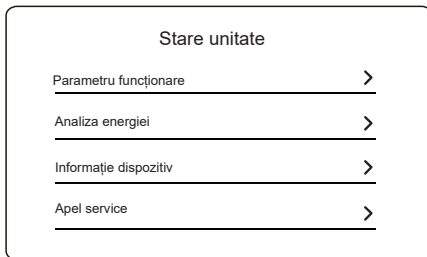 Stare unitate
Parametru funcționare
Analiza energiei
Informație dispozitiv
Apel service